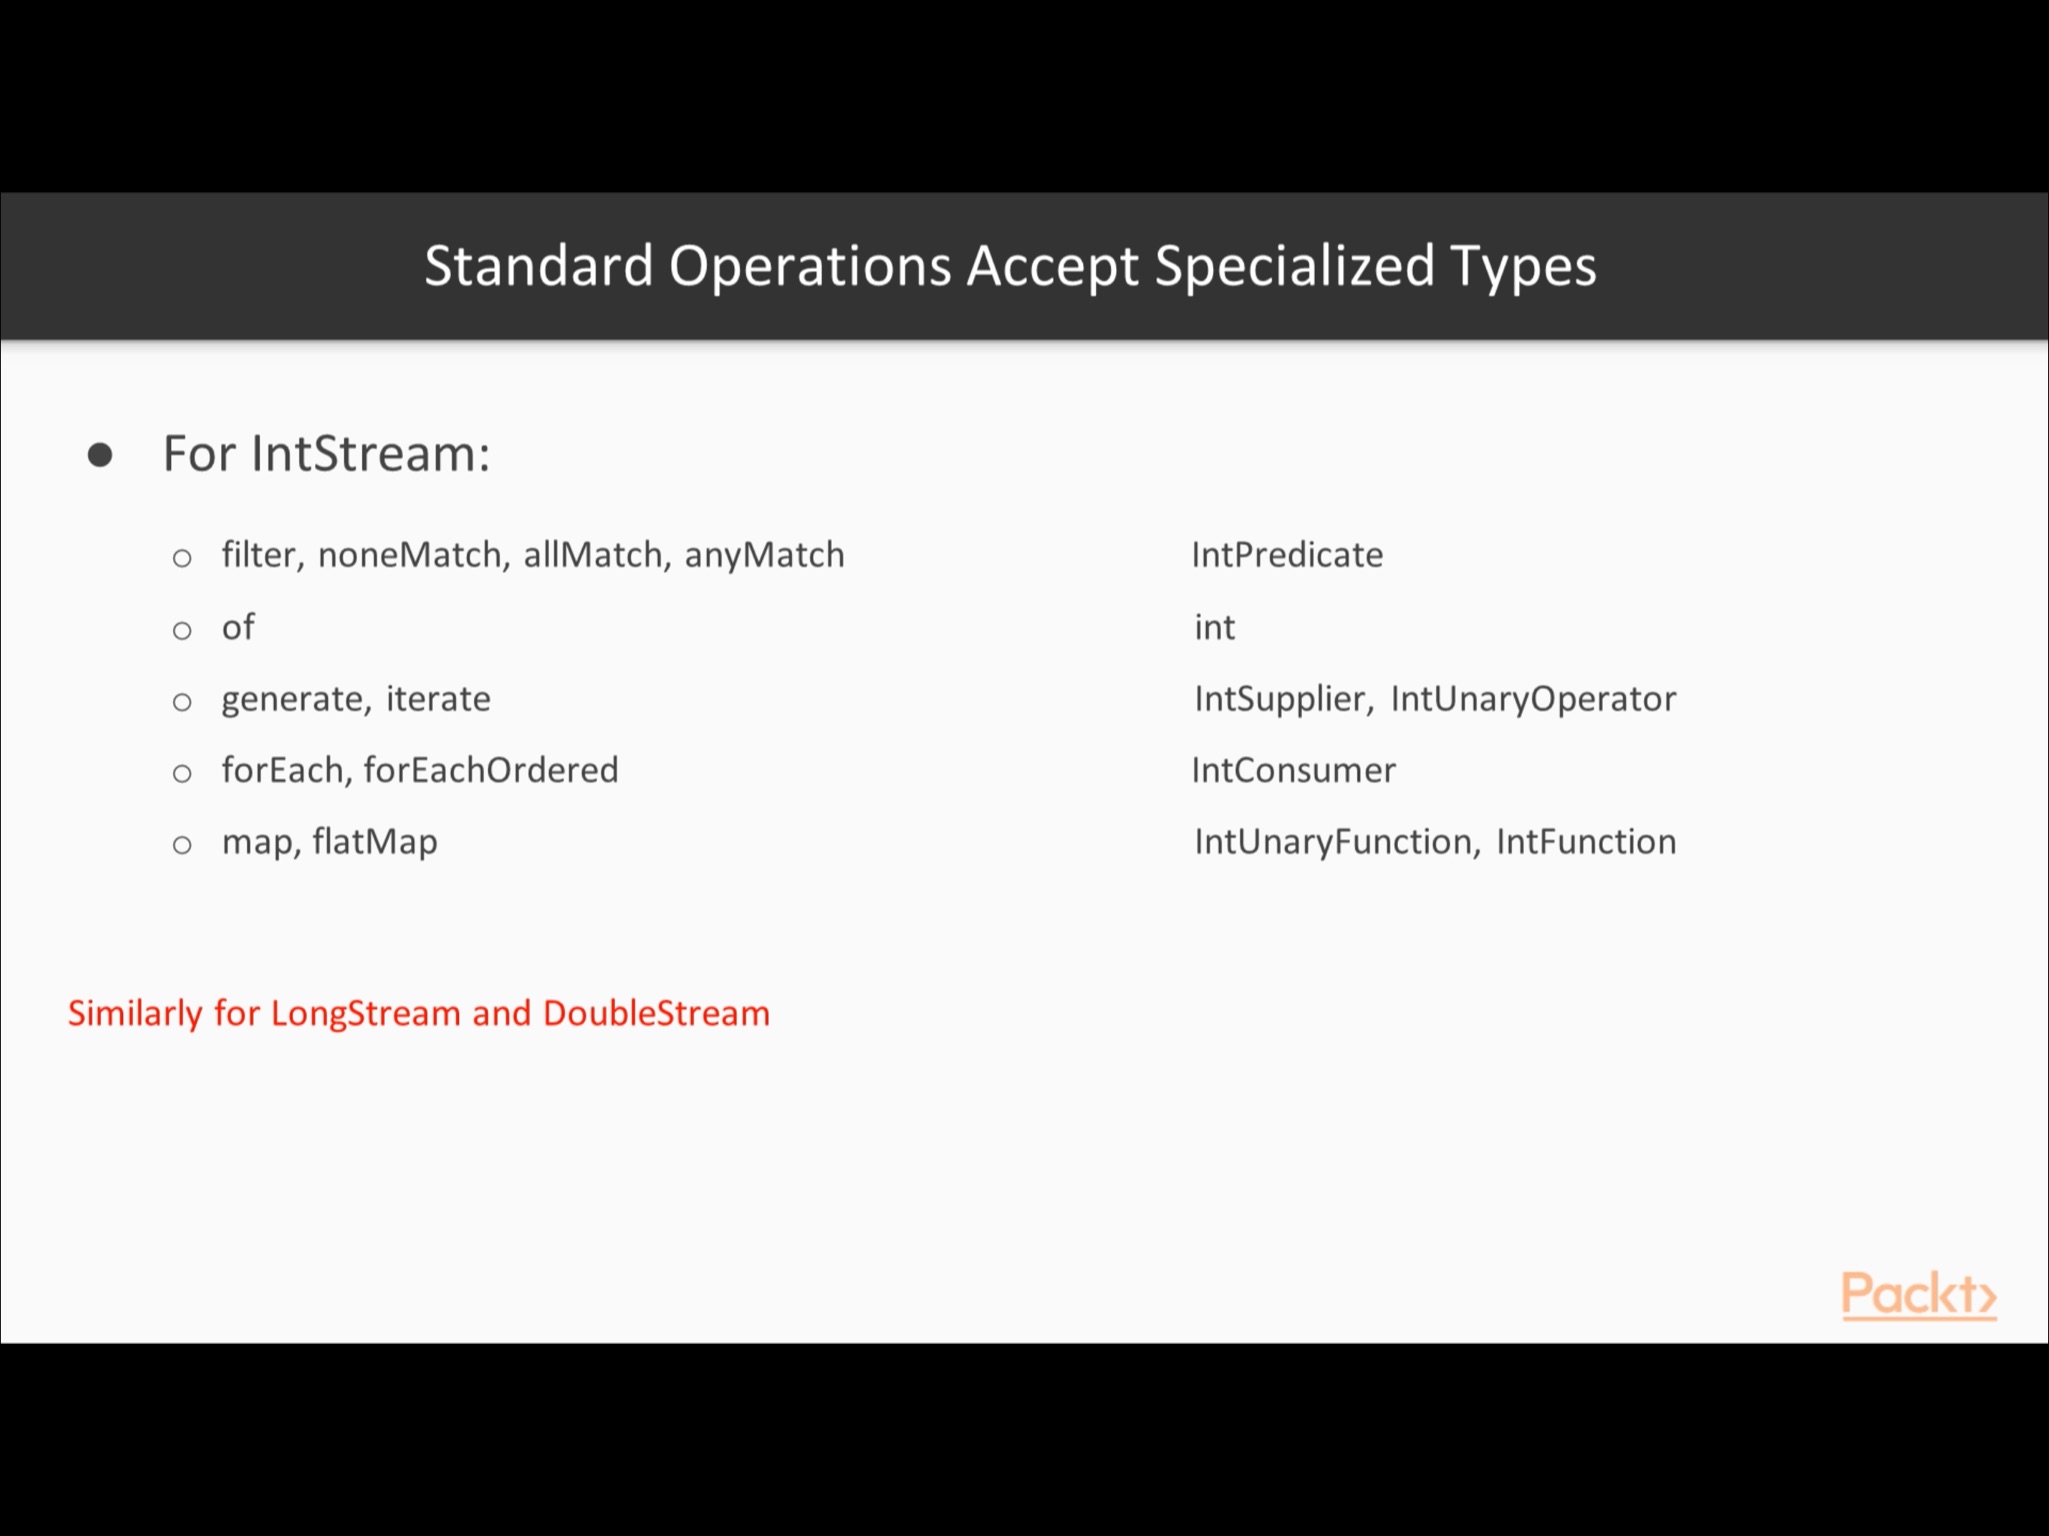 Standard Operations Accept Specialized Types
● For IntStream:
○ filter, noneMatch, allMatch, anyMatch IntPredicate
○ of int
○ generate, iterate IntSupplier, IntUnaryOperator
○ forEach, forEachOrdered IntConsumer
○ map, flatMap IntUnaryFunction, IntFunction
Similarly for LongStream and DoubleStream
Packt>